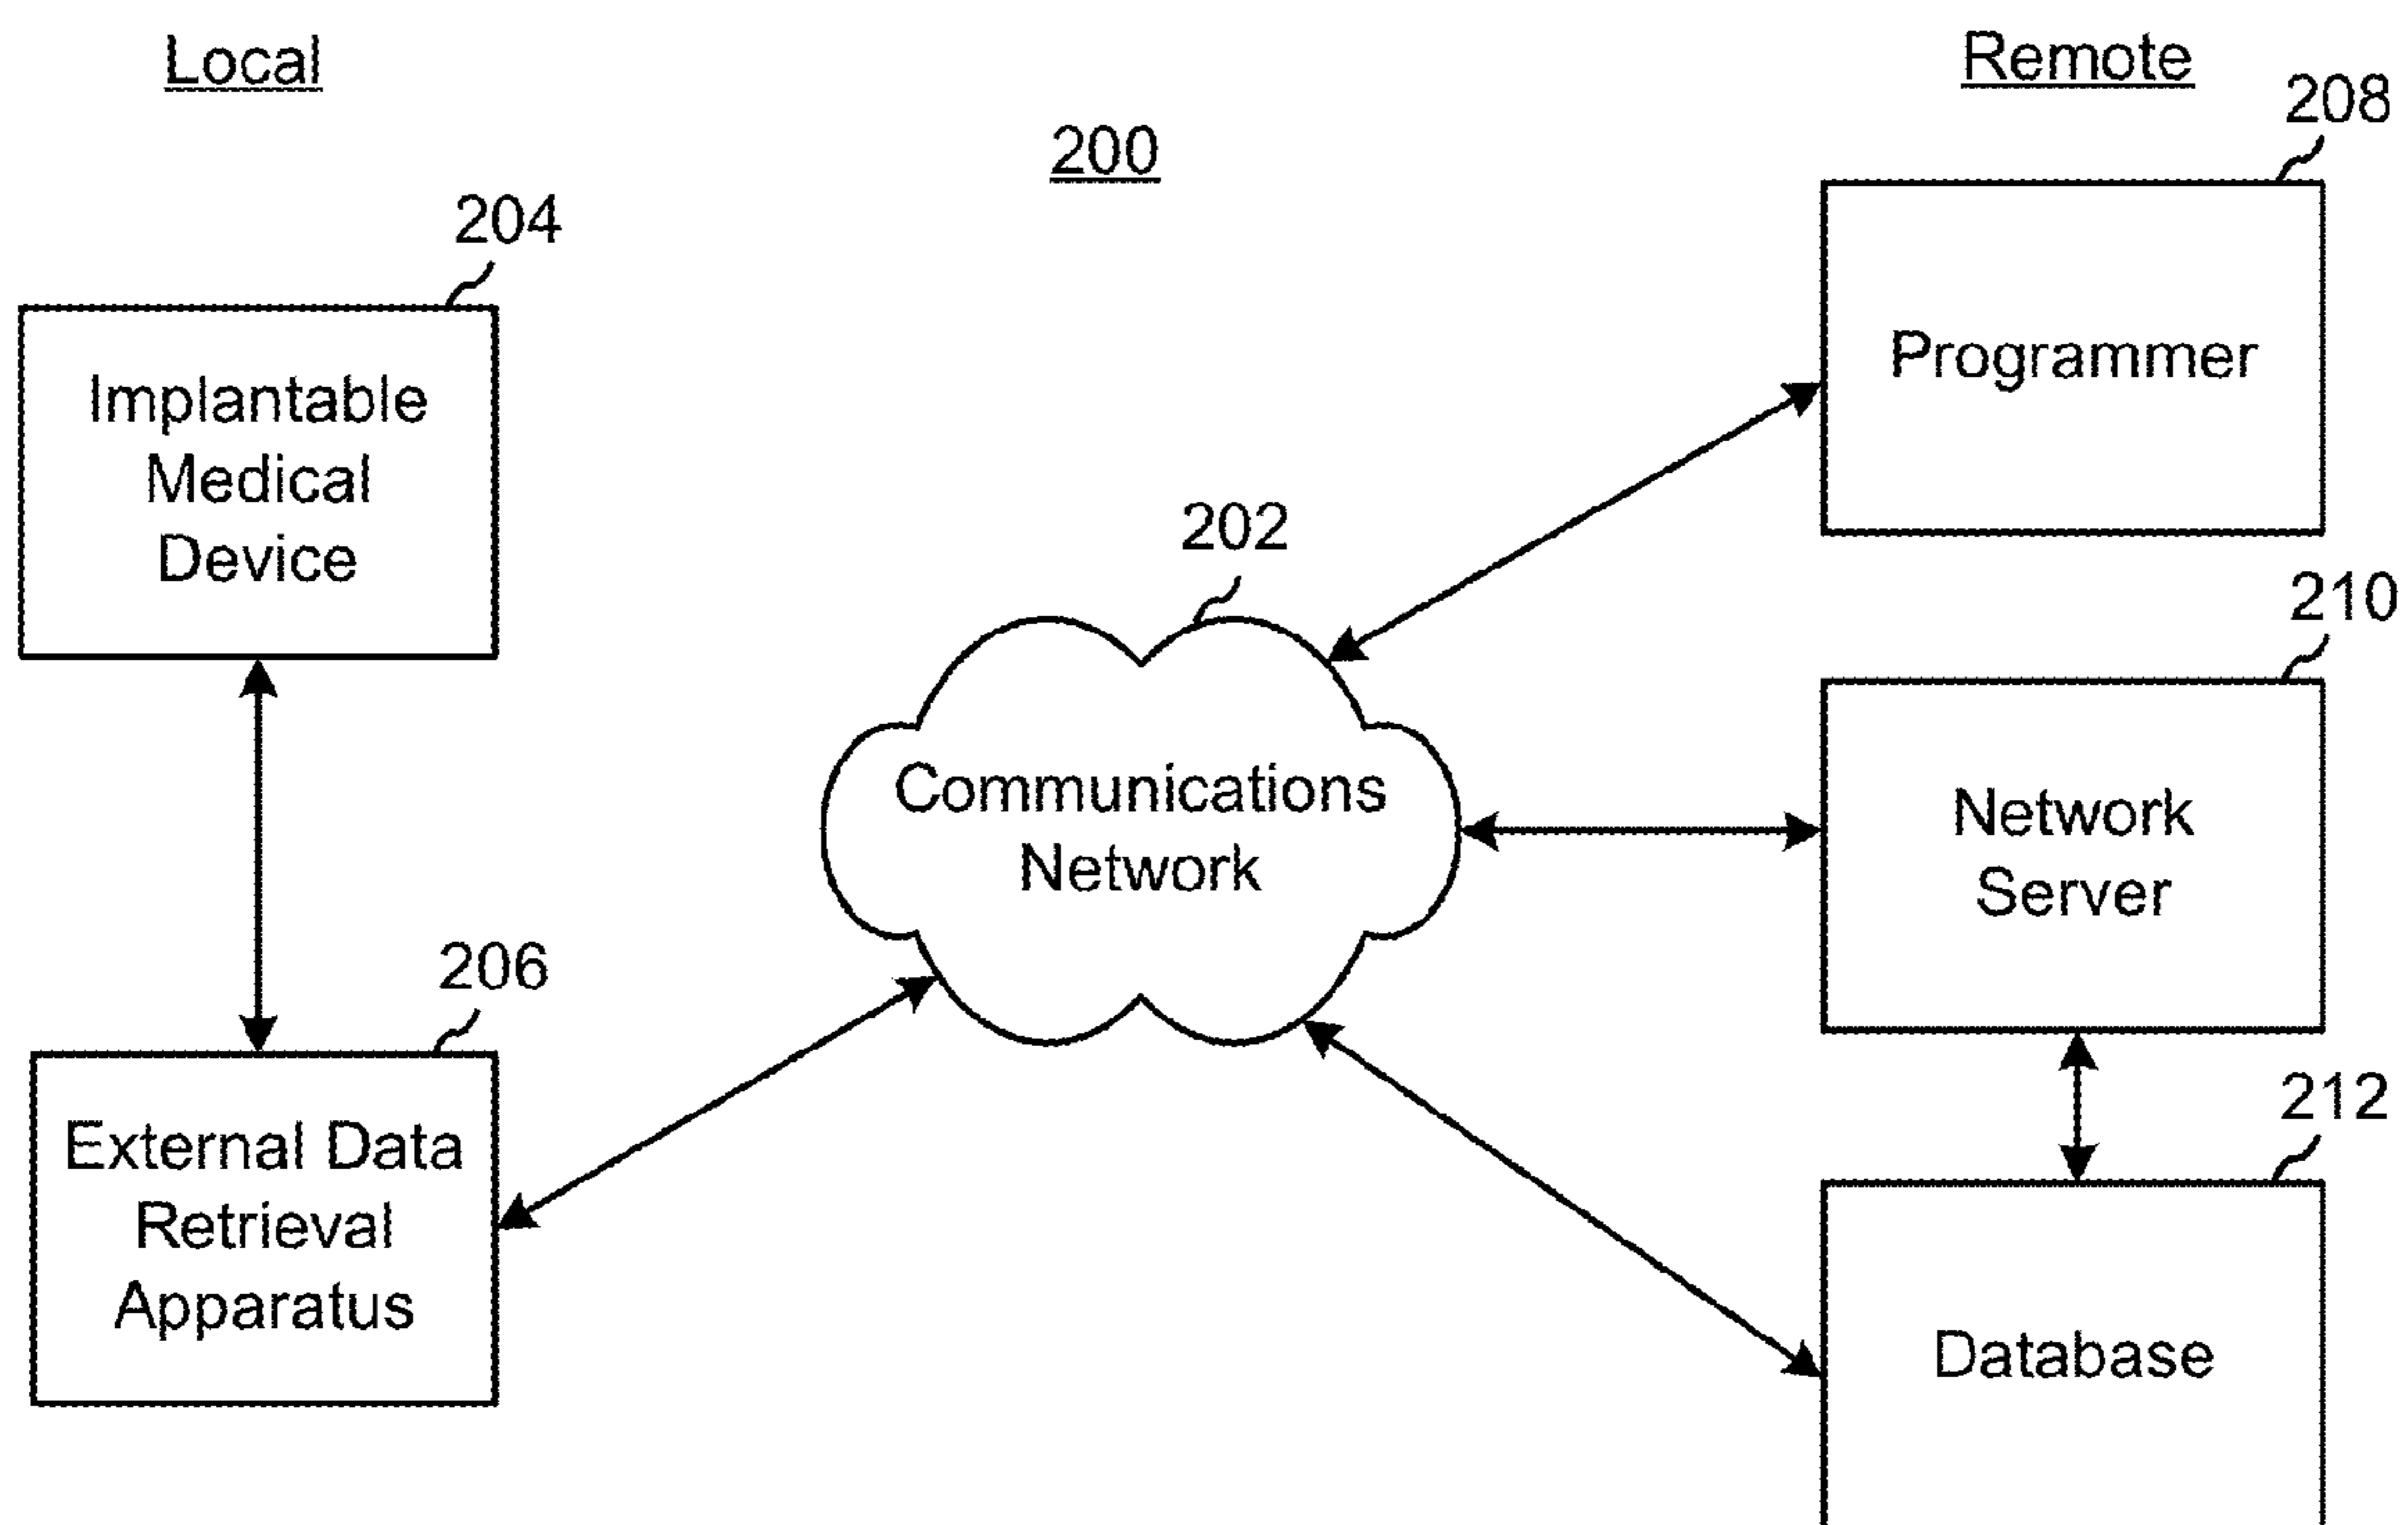 Local
Remote
200
208
204
Implantable
Medical
Device
Programmer
202
210
Communications
Network
Network
Server
206
External Data
Retrieval
Apparatus
212
Database